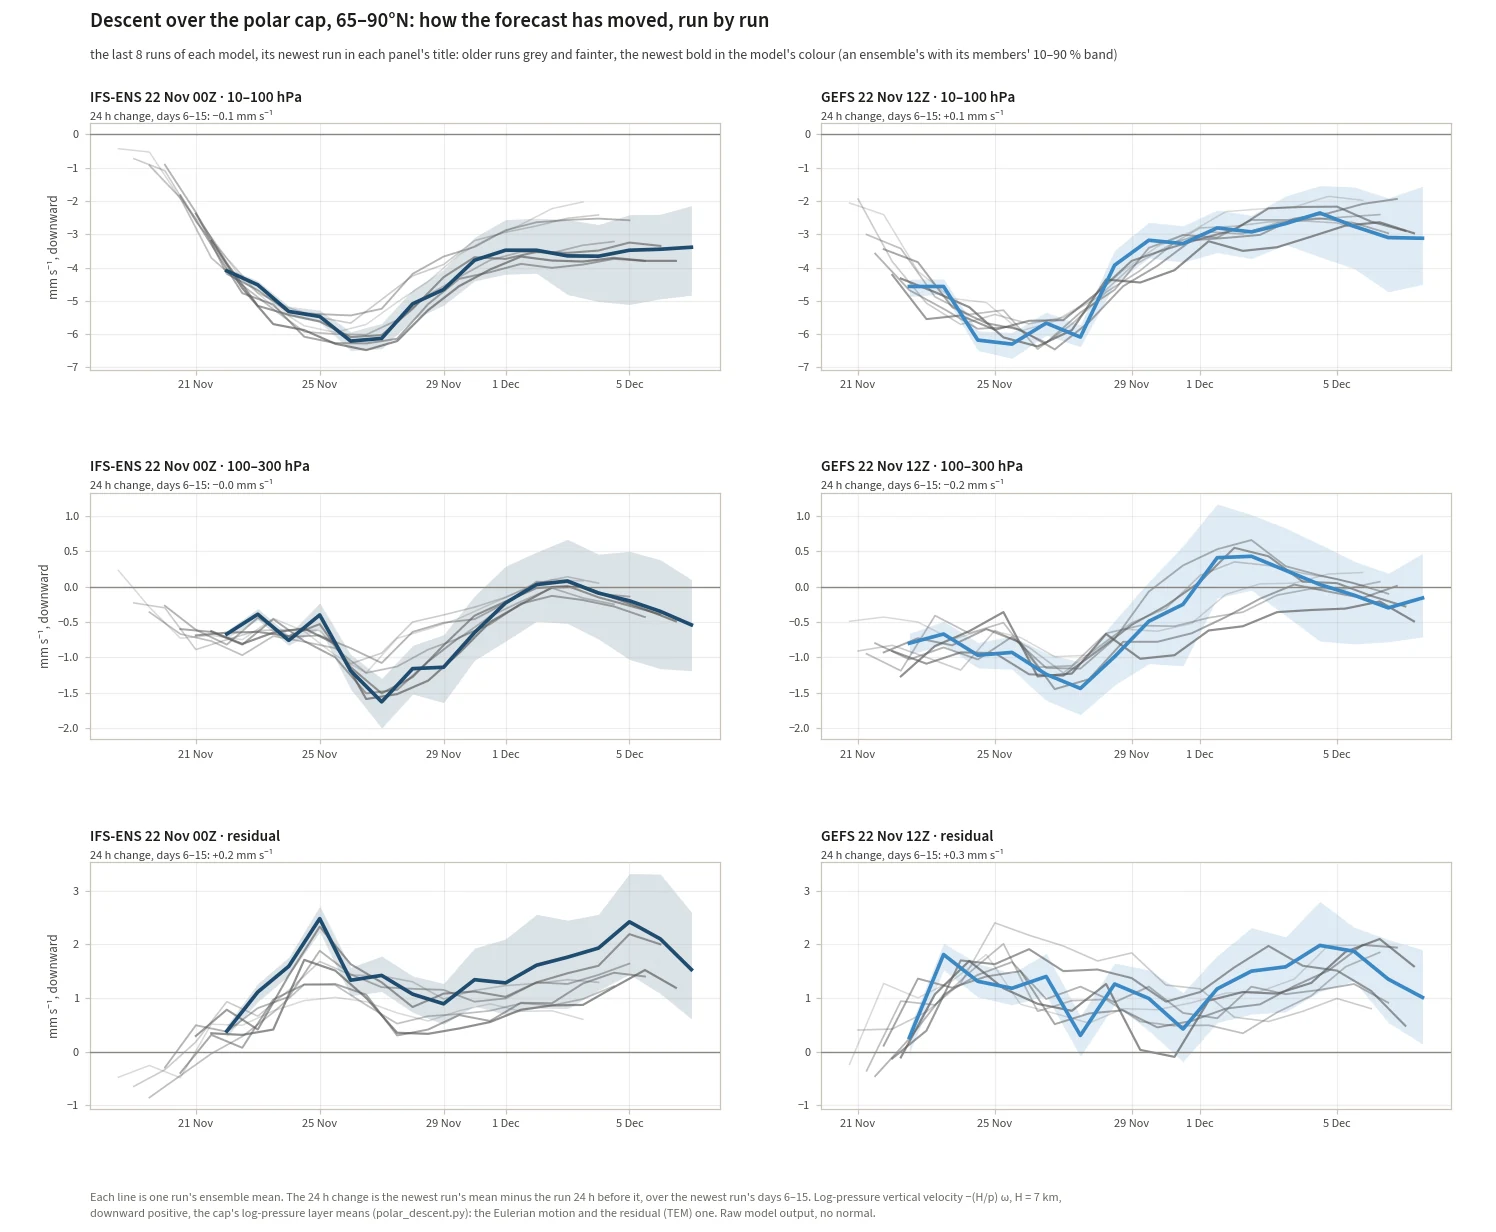 Descent over the polar cap, 65–90°N: how the forecast has moved, run by run
the last 8 runs of each model, its newest run in each panel's title: older runs grey and fainter, the newest bold in the model's colour (an ensemble's with its members' 10–90 % band)
IFS-ENS 22 Nov 00Z · 10–100 hPa
24 h change, days 6–15: −0.1 mm s⁻¹
0
−1
−2
−3
−4
−5
−6
−7
mm s⁻¹, downward
21 Nov
25 Nov
29 Nov
1 Dec
5 Dec
GEFS 22 Nov 12Z · 10–100 hPa
24 h change, days 6–15: +0.1 mm s⁻¹
0
−1
−2
−3
−4
−5
−6
−7
21 Nov
25 Nov
29 Nov
1 Dec
5 Dec
IFS-ENS 22 Nov 00Z · 100–300 hPa
24 h change, days 6–15: −0.0 mm s⁻¹
1.0
0.5
0.0
−0.5
−1.0
−1.5
−2.0
mm s⁻¹, downward
21 Nov
25 Nov
29 Nov
1 Dec
5 Dec
GEFS 22 Nov 12Z · 100–300 hPa
24 h change, days 6–15: −0.2 mm s⁻¹
1.0
0.5
0.0
−0.5
−1.0
−1.5
−2.0
21 Nov
25 Nov
29 Nov
1 Dec
5 Dec
IFS-ENS 22 Nov 00Z · residual
24 h change, days 6–15: +0.2 mm s⁻¹
3
2
1
0
−1
mm s⁻¹, downward
21 Nov
25 Nov
29 Nov
1 Dec
5 Dec
GEFS 22 Nov 12Z · residual
24 h change, days 6–15: +0.3 mm s⁻¹
3
2
1
0
−1
21 Nov
25 Nov
29 Nov
1 Dec
5 Dec
Each line is one run's ensemble mean. The 24 h change is the newest run's mean minus the run 24 h before it, over the newest run's days 6–15. Log-pressure vertical velocity −(H/p) ω, H = 7 km,
downward positive, the cap's log-pressure layer means (polar_descent.py): the Eulerian motion and the residual (TEM) one. Raw model output, no normal.